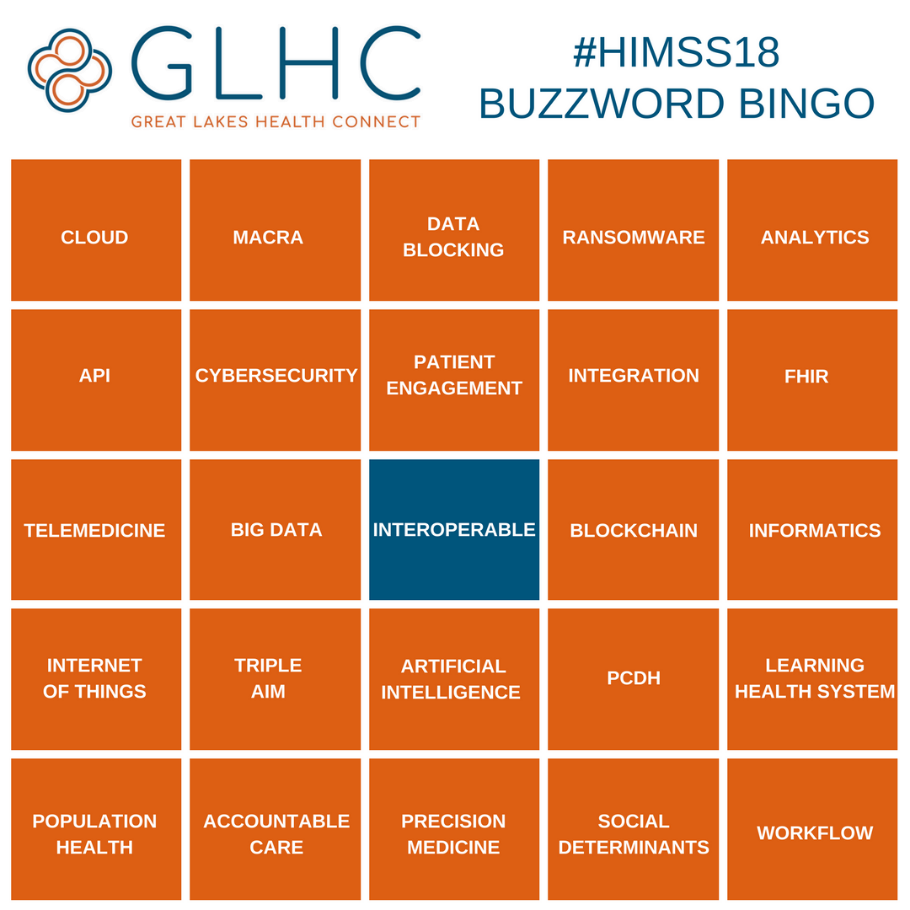 GLHC
GREAT LAKES HEALTH CONNECT
#HIMSS18
BUZZWORD BINGO
CLOUD
MACRA
DATA
BLOCKING
RANSOMWARE
ANALYTICS
API
CYBERSECURITY
PATIENT
ENGAGEMENT
INTEGRATION
FHIR
TELEMEDICINE
BIG DATA
INTEROPERABLE
BLOCKCHAIN
INFORMATICS
INTERNET
OF THINGS
TRIPLE
AIM
ARTIFICIAL
INTELLIGENCE
PCDH
LEARNING
HEALTH SYSTEM
POPULATION
HEALTH
ACCOUNTABLE
CARE
PRECISION
MEDICINE
SOCIAL
DETERMINANTS
WORKFLOW